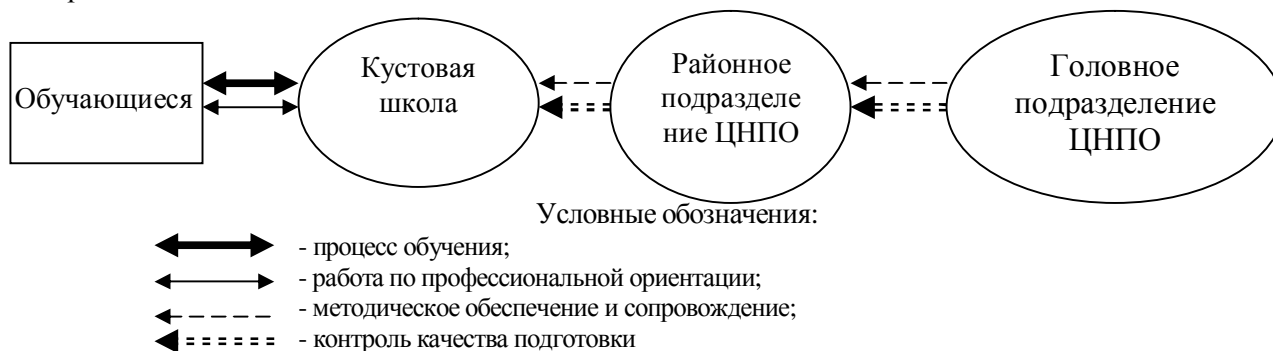 Обучающиеся
Кустовая
школа
Районное
подразделе
ние ЦНПО
Головное
подразделение
ЦНПО
Условные обозначения:
- процесс обучения;
- работа по профессиональной ориентации;
- методическое обеспечение и сопровождение;
- контроль качества подготовки